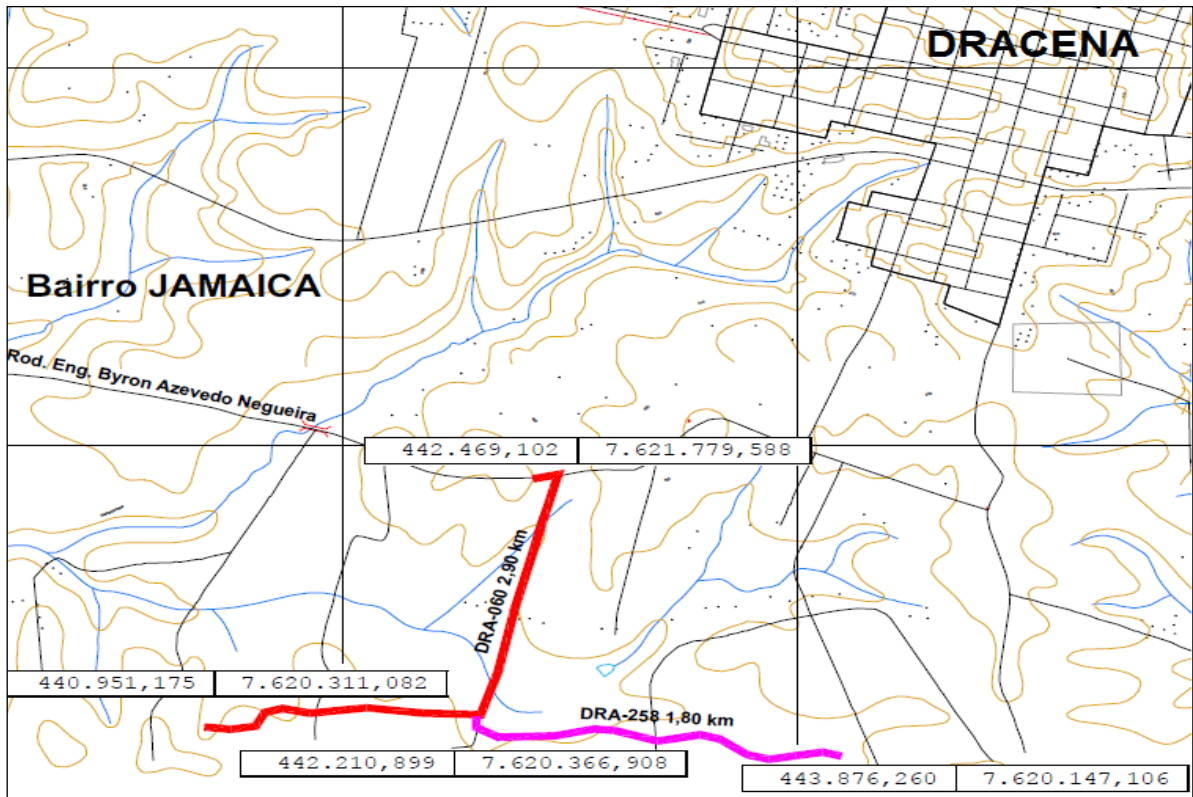 DRACENA
Bairro JAMAICA
Rod. Eng. Byron Azevedo Negueira
442.469,102 7.621.779,588
DRA-060 2,90 km
440.951,175 7.620.311,082
DRA-258 1,80 km
442.210,899 7.620.366,908
443.876,260 7.620.147,106